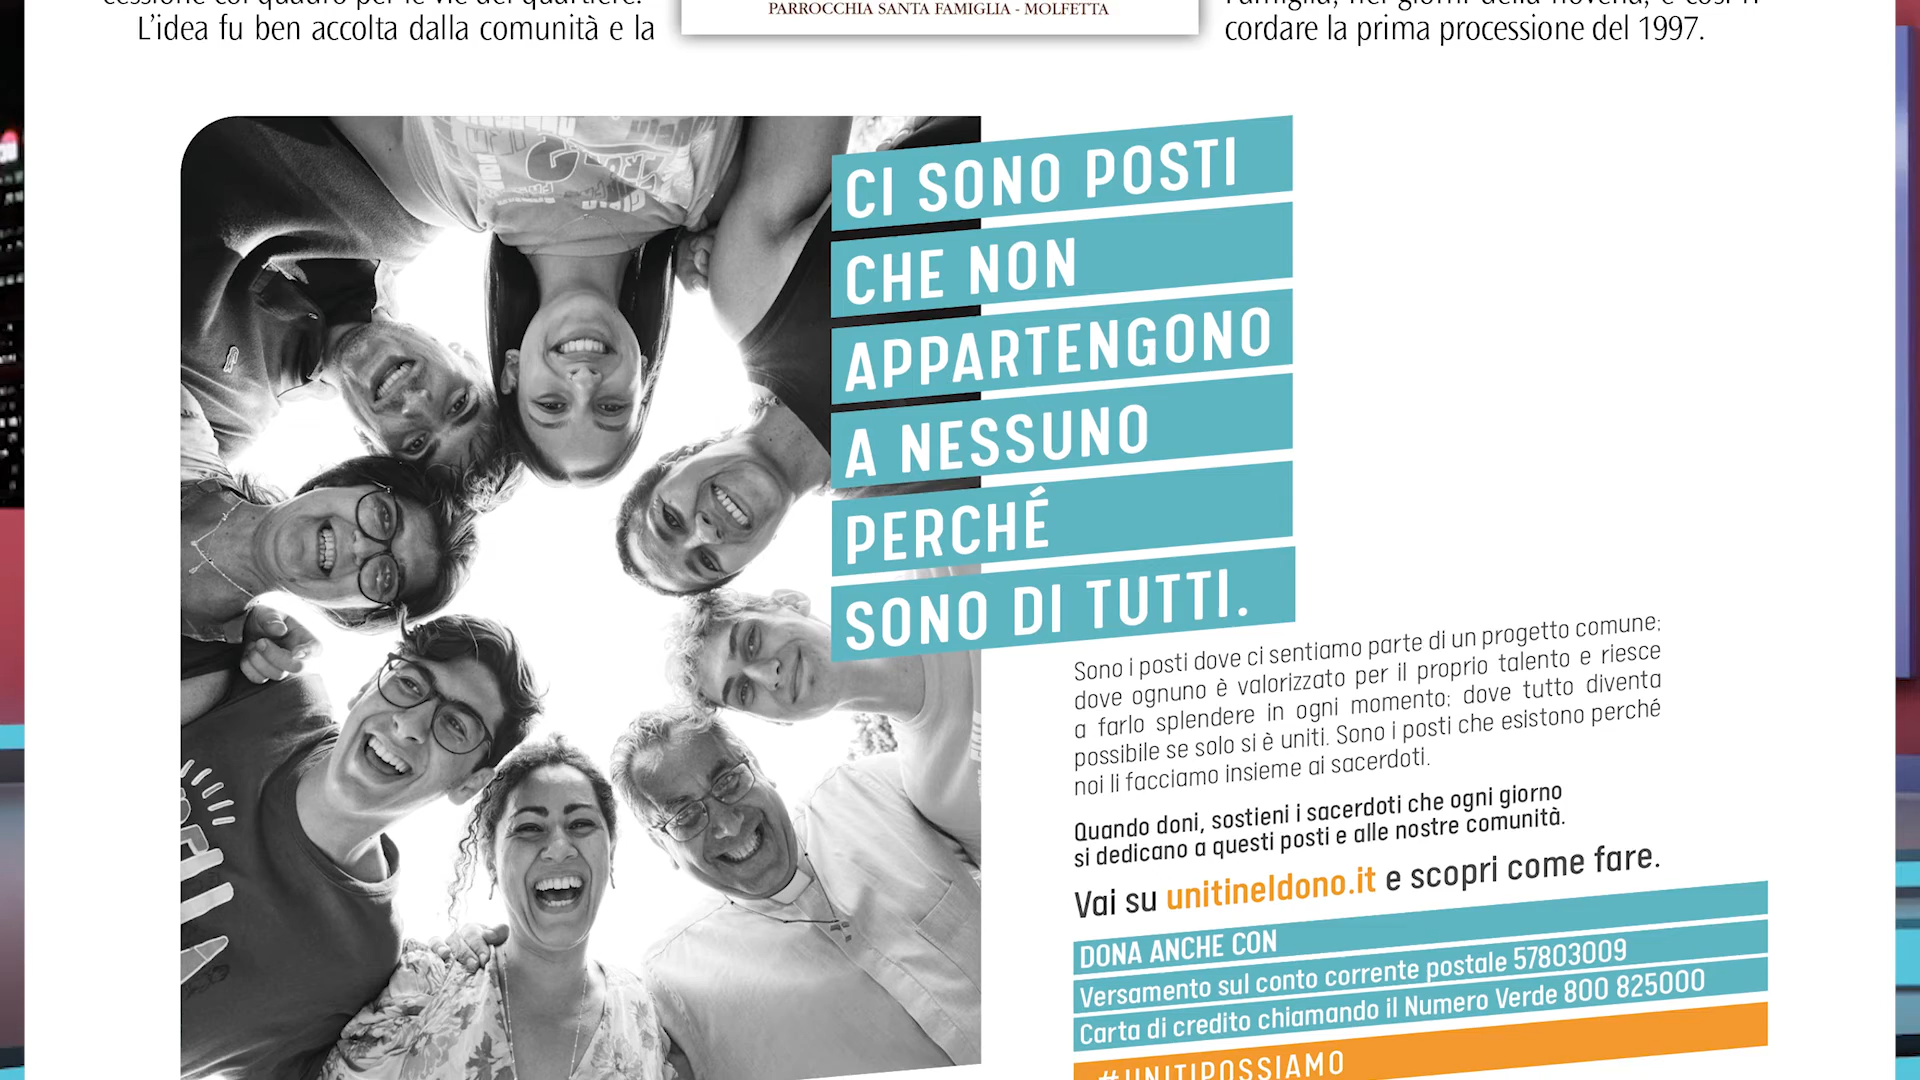 L'idea fu ben accolta dalla comunità e la
PARROCCHIA SANTA FAMIGLIA - MOLFETTA
cordare la prima processione del 1997.
CI SONO POSTI
CHE NON
APPARTENGONO
A NESSUNO
PERCHÉ
SONO DI TUTTI.
Sono i posti dove ci sentiamo parte di un progetto comune;
dove ognuno è valorizzato per il proprio talento e riesce
a farlo splendere in ogni momento; dove tutto diventa
possibile se solo si è uniti. Sono i posti che esistono perché
noi li facciamo insieme ai sacerdoti.
Quando doni, sostieni i sacerdoti che ogni giorno
si dedicano a questi posti e alle nostre comunità.
Vai su unitineldono.it e scopri come fare.
DONA ANCHE CON
Versamento sul conto corrente postale 57803009
Carta di credito chiamando il Numero Verde 800 825000
#UNITIPOSSIAMO